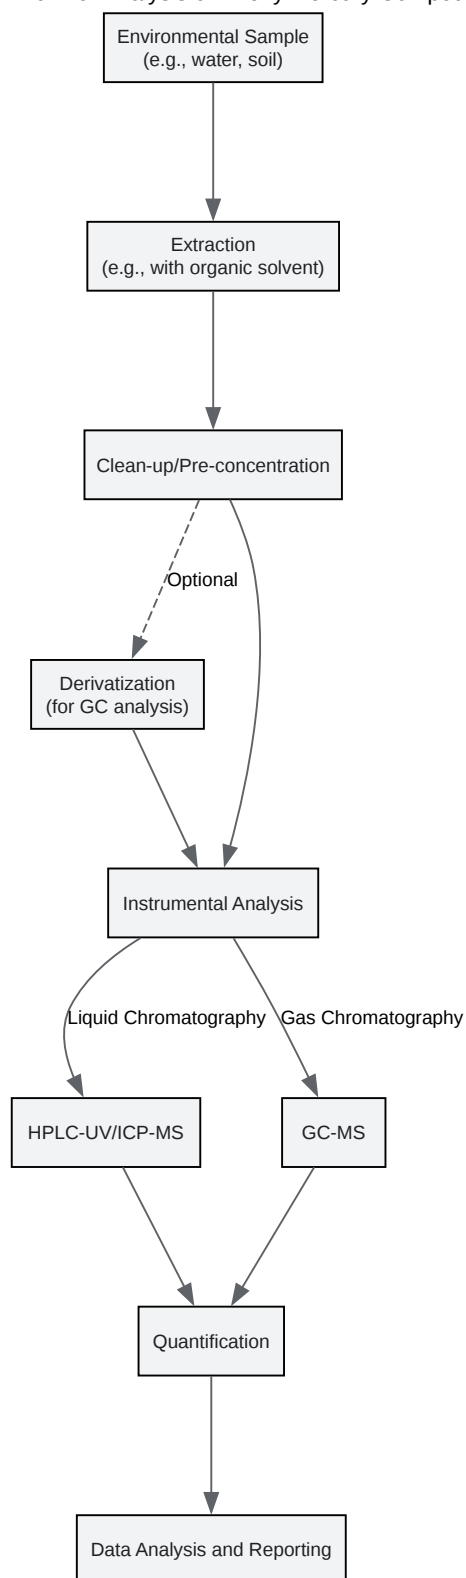 Environmental Sample
(e.g., water, soil)
Extraction
(e.g., with organic solvent)
Clean-up/Pre-concentration
Optional
Derivatization
(for GC analysis)
Instrumental Analysis
Liquid Chromatography
Gas Chromatography
HPLC-UV/ICP-MS
GC-MS
Quantification
Data Analysis and Reporting